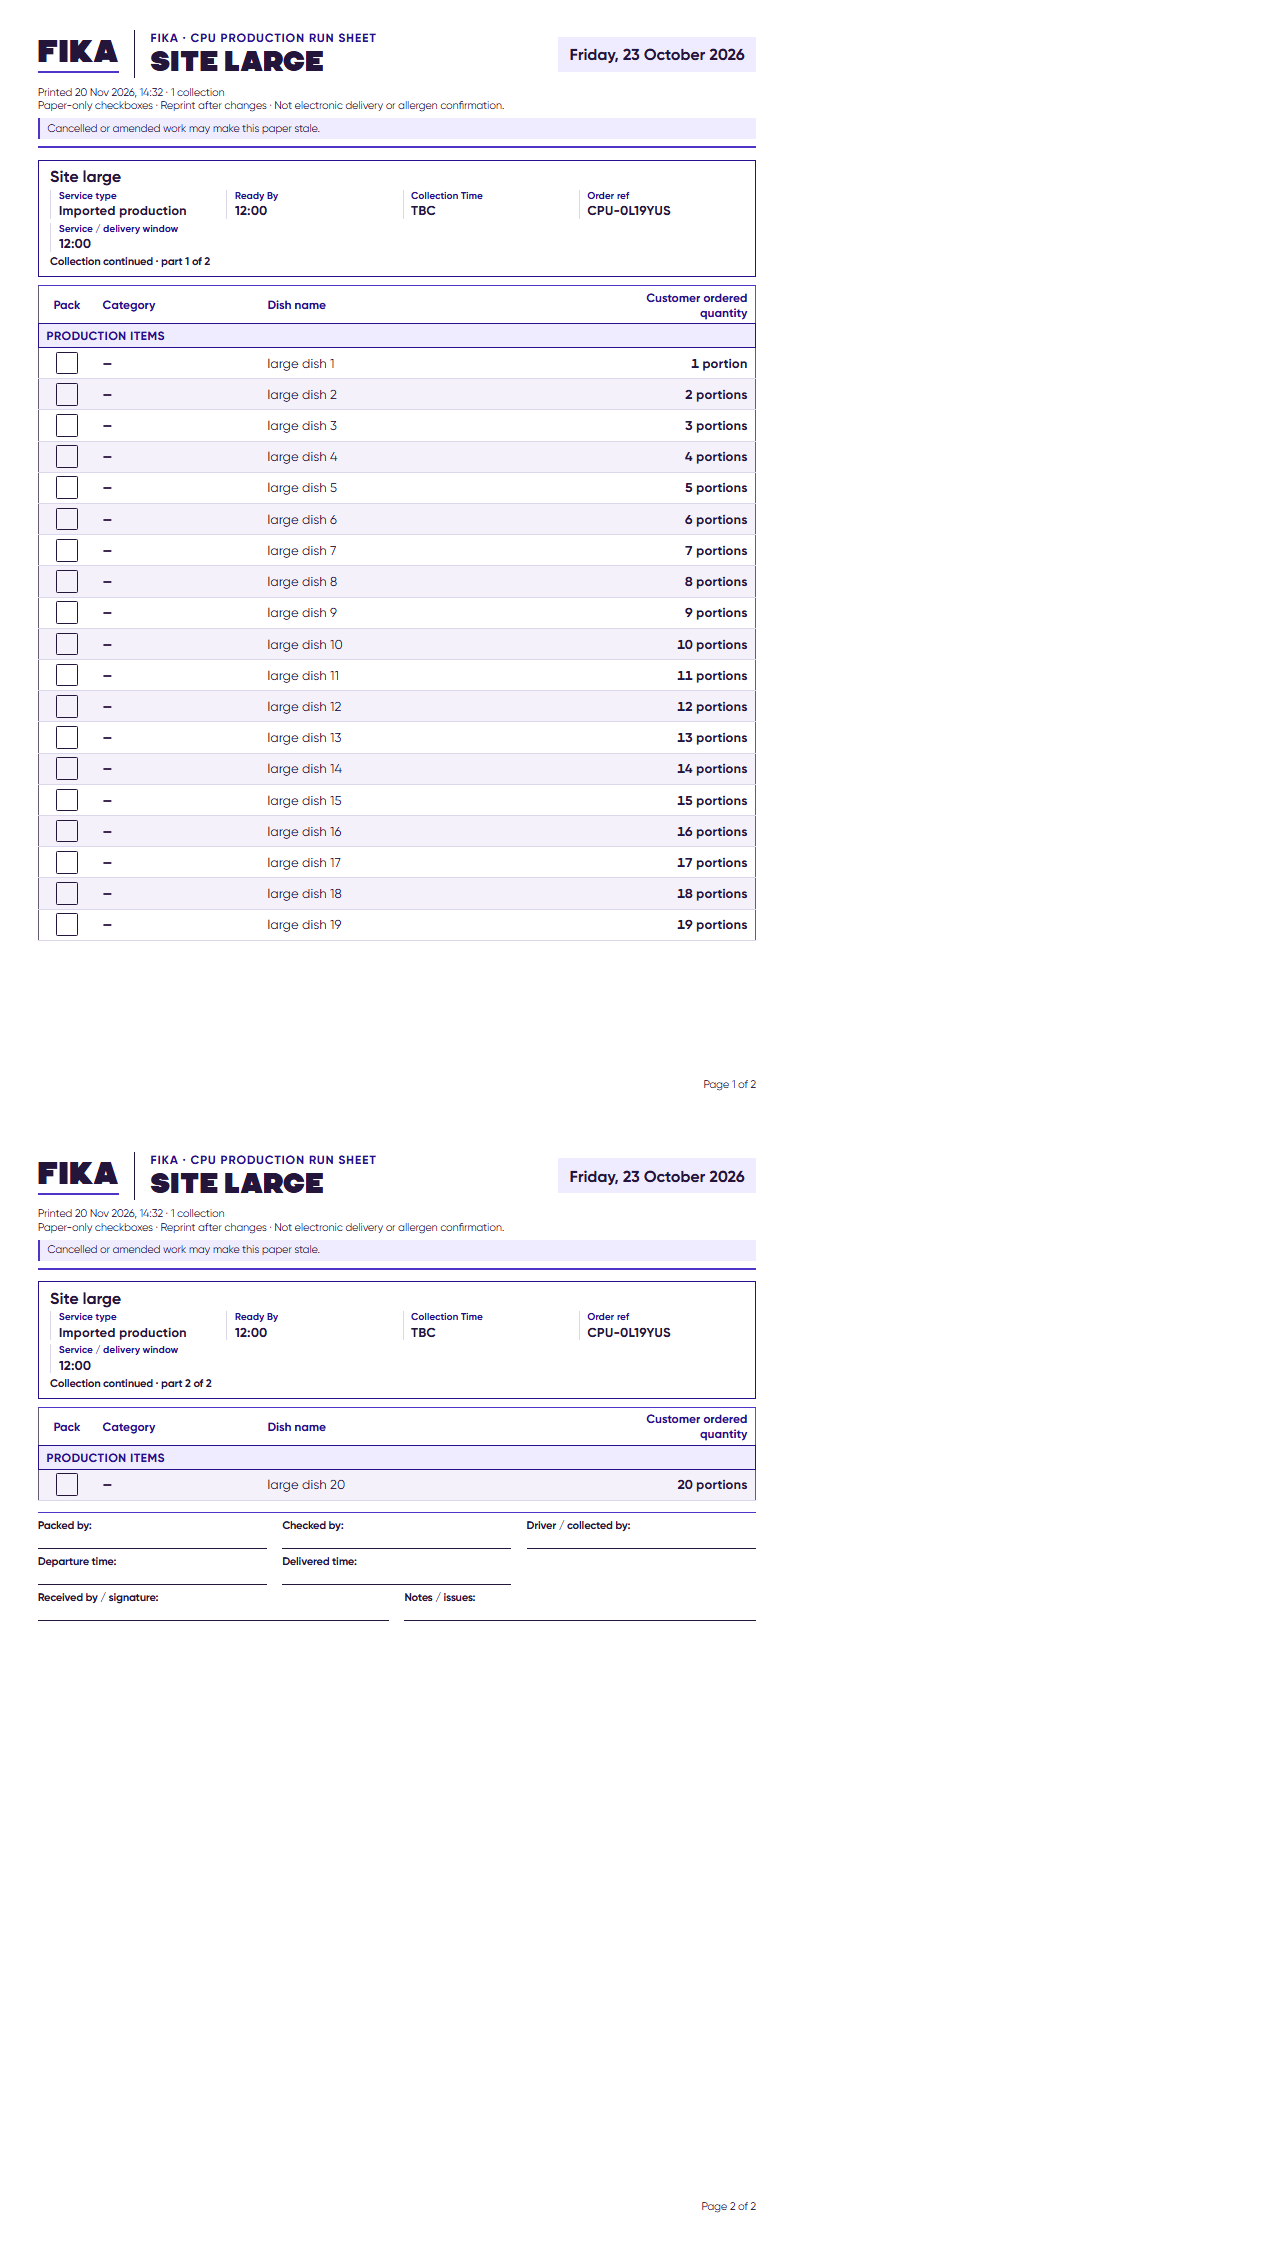 FIKA
FIKA · CPU PRODUCTION RUN SHEET
SITE LARGE
Friday, 23 October 2026
Printed 20 Nov 2026, 14:32 · 1 collection
Paper-only checkboxes · Reprint after changes · Not electronic delivery or allergen confirmation.
Cancelled or amended work may make this paper stale.
Site large
Service type Ready By Collection Time Order ref
Imported production 12:00 TBC CPU-0L19YUS
Service / delivery window
12:00
Collection continued · part 1 of 2
Pack Category Dish name Customer ordered quantity
PRODUCTION ITEMS
– large dish 1 1 portion
– large dish 2 2 portions
– large dish 3 3 portions
– large dish 4 4 portions
– large dish 5 5 portions
– large dish 6 6 portions
– large dish 7 7 portions
– large dish 8 8 portions
– large dish 9 9 portions
– large dish 10 10 portions
– large dish 11 11 portions
– large dish 12 12 portions
– large dish 13 13 portions
– large dish 14 14 portions
– large dish 15 15 portions
– large dish 16 16 portions
– large dish 17 17 portions
– large dish 18 18 portions
– large dish 19 19 portions
Page 1 of 2
FIKA
FIKA · CPU PRODUCTION RUN SHEET
SITE LARGE
Friday, 23 October 2026
Printed 20 Nov 2026, 14:32 · 1 collection
Paper-only checkboxes · Reprint after changes · Not electronic delivery or allergen confirmation.
Cancelled or amended work may make this paper stale.
Site large
Service type Ready By Collection Time Order ref
Imported production 12:00 TBC CPU-0L19YUS
Service / delivery window
12:00
Collection continued · part 2 of 2
Pack Category Dish name Customer ordered quantity
PRODUCTION ITEMS
– large dish 20 20 portions
Packed by: Checked by: Driver / collected by:
Departure time: Delivered time:
Received by / signature: Notes / issues:
Page 2 of 2